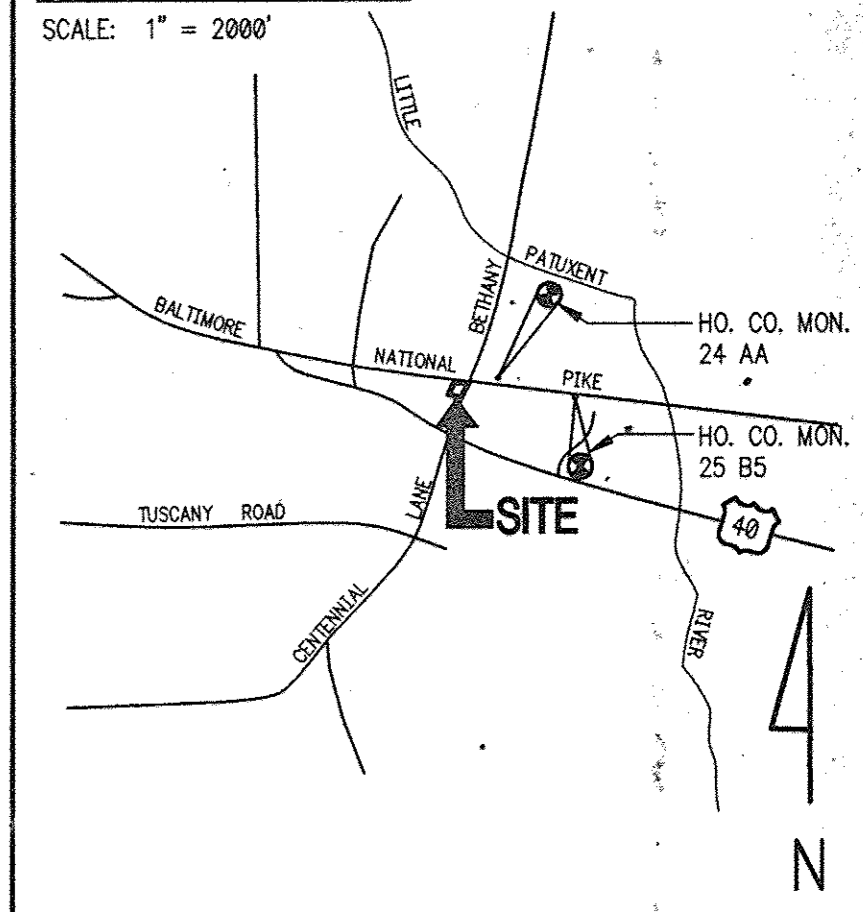 SCALE: 1" = 2000'
LITTLE
PATUXENT
BETHANY
HO. CO. MON.
24 AA
BALTIMORE
NATIONAL
PIKE
HO. CO. MON.
25 B5
LANE
SITE
TUSCANY ROAD
40
CENTENNIAL
RIVER
N